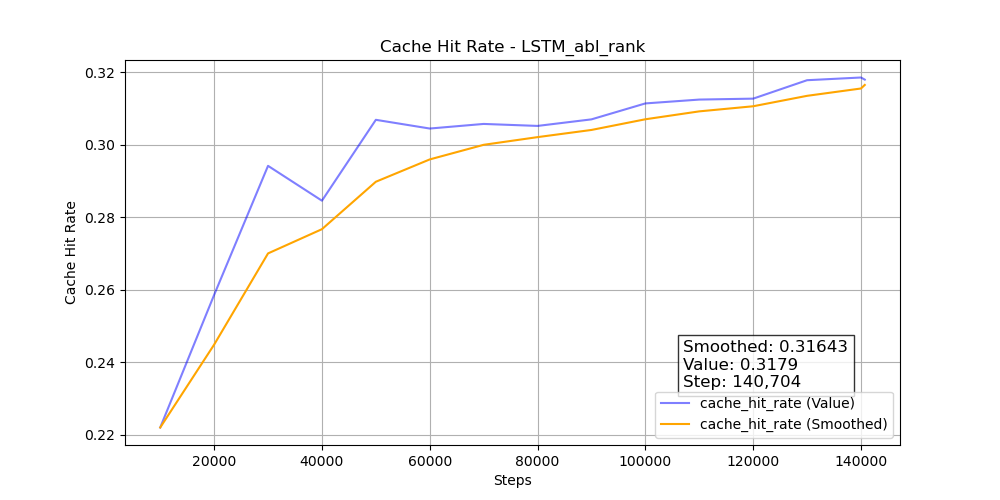 Cache Hit Rate - LSTM_abl_rank
Cache Hit Rate
0.32
0.30
0.28
0.26
0.24
0.22
Smoothed: 0.31643
Value: 0.3179
Step: 140,704
cache_hit_rate (Value)
cache_hit_rate (Smoothed)
20000 40000 60000 80000 100000 120000 140000
Steps